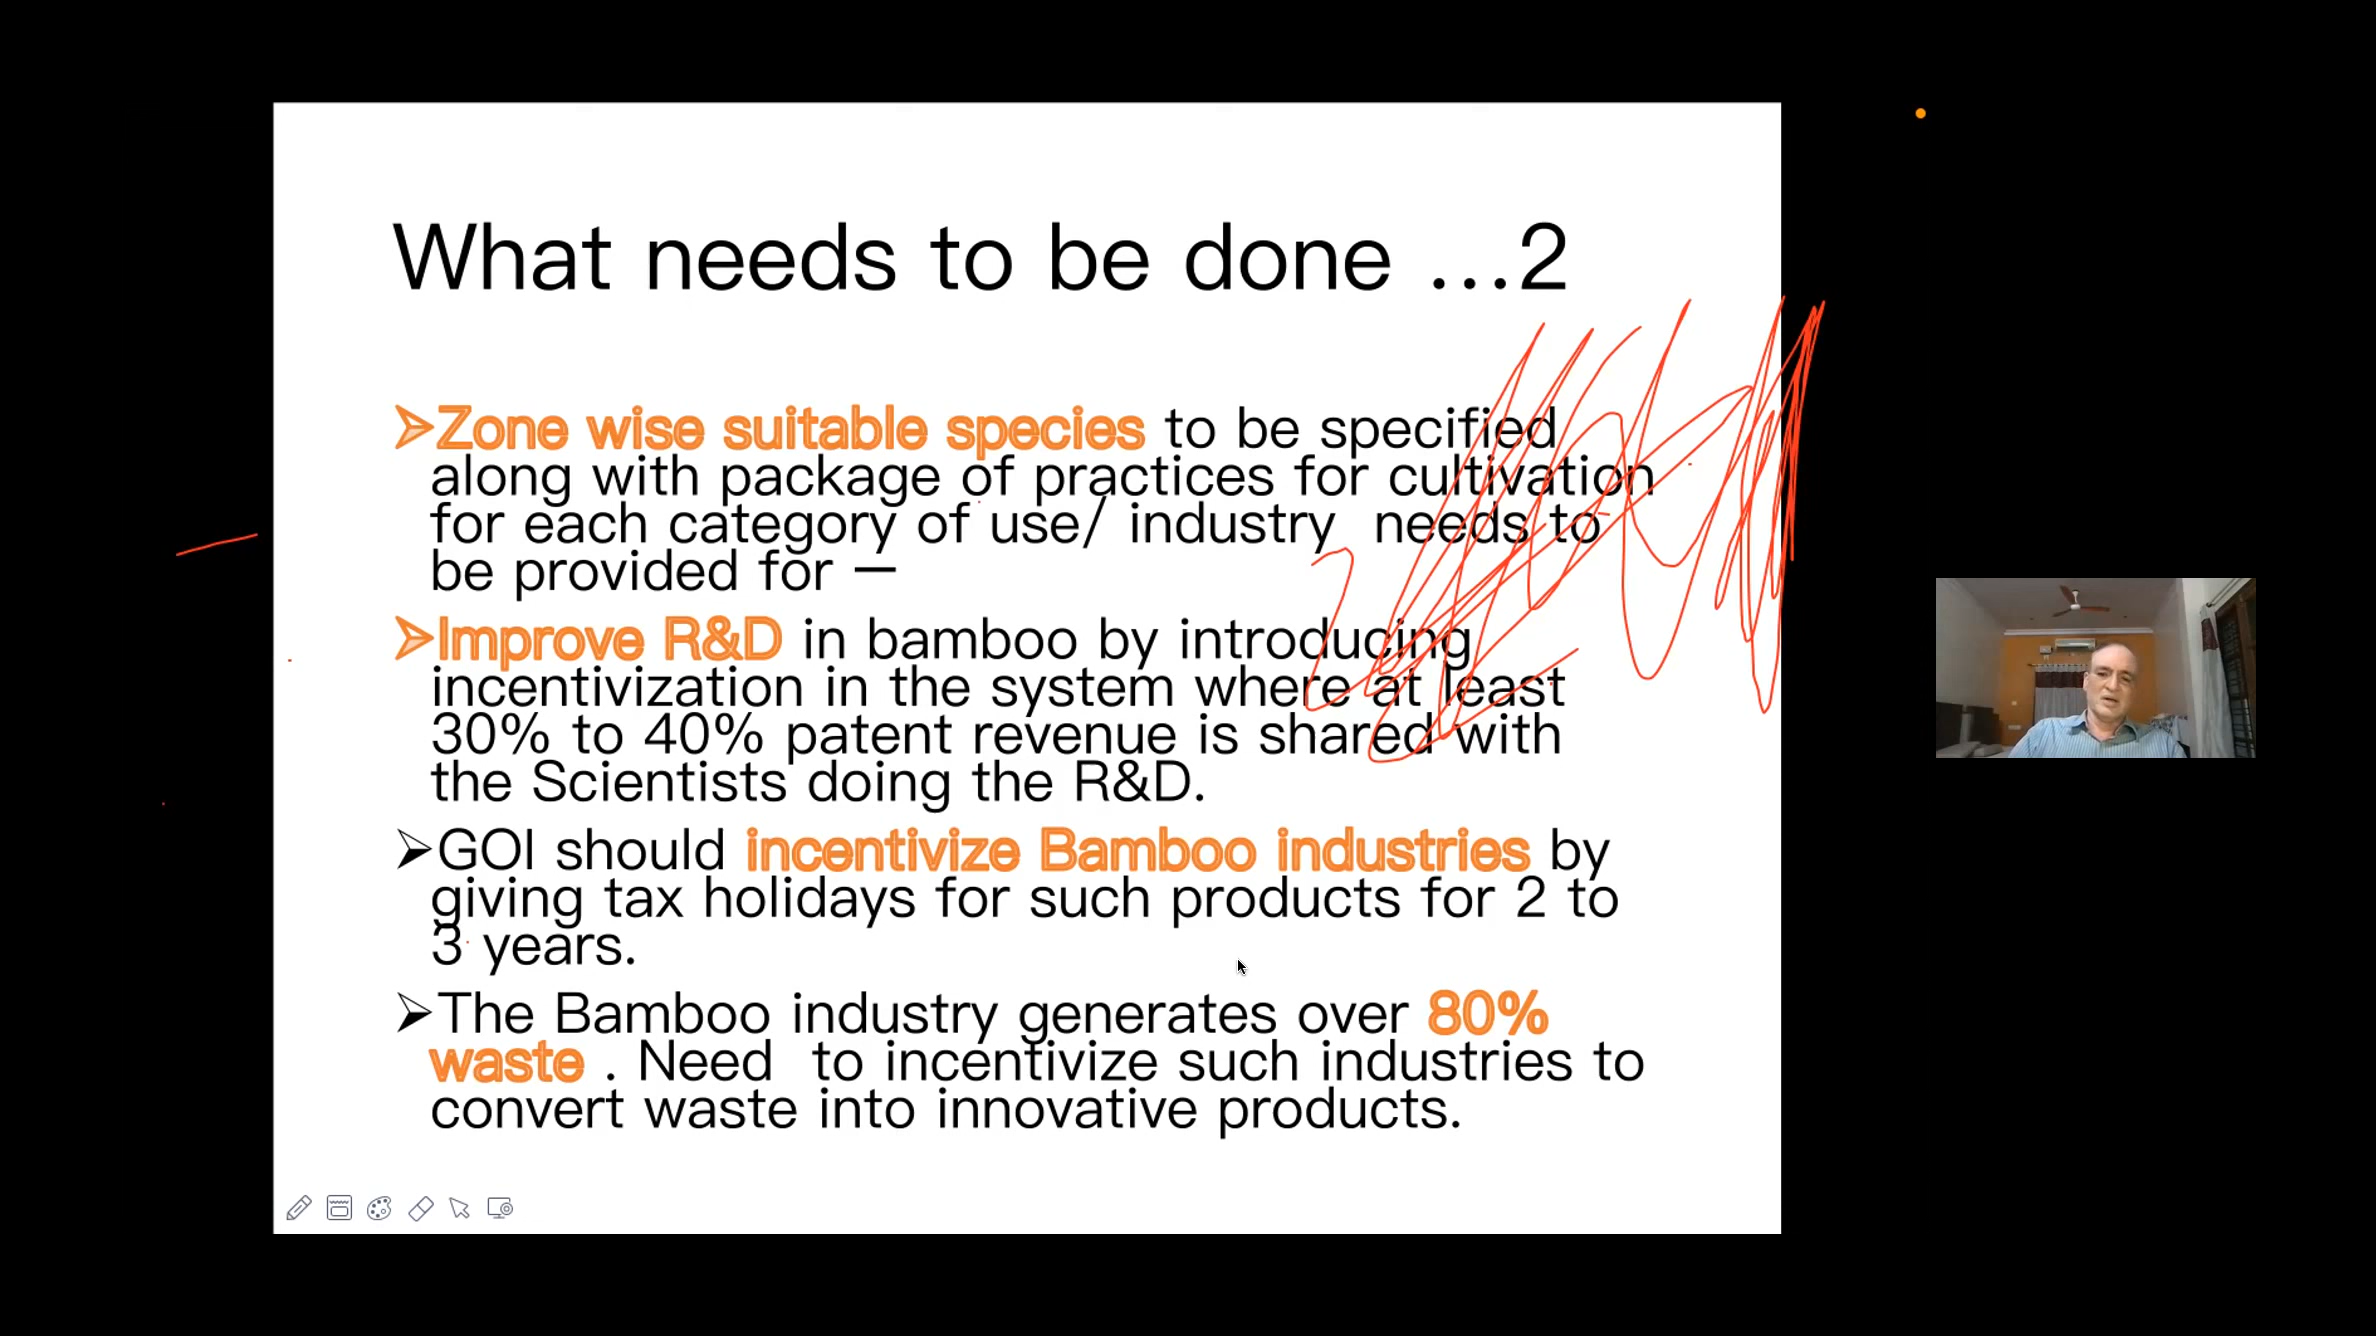 What needs to be done ...2
➢Zone wise suitable species to be specified
along with package of practices for cultivation
for each category of use/ industry  needs to
be provided for –
➢Improve R&D in bamboo by introducing
incentivization in the system where at least
30% to 40% patent revenue is shared with
the Scientists doing the R&D.
➢GOI should incentivize Bamboo industries by
giving tax holidays for such products for 2 to
3 years.
➢The Bamboo industry generates over 80%
waste . Need  to incentivize such industries to
convert waste into innovative products.